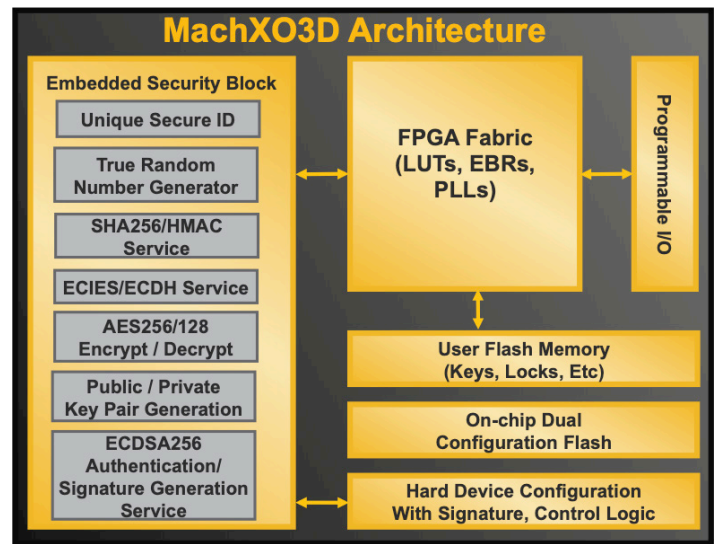 MachXO3D Architecture
Embedded Security Block
Unique Secure ID
True Random
Number Generator
SHA256/HMAC
Service
ECIES/ECDH Service
AES256/128
Encrypt / Decrypt
Public / Private
Key Pair Generation
ECDSA256
Authentication/
Signature Generation
Service
FPGA Fabric
(LUTs, EBRs,
PLLs)
Programmable I/O
User Flash Memory
(Keys, Locks, Etc)
On-chip Dual
Configuration Flash
Hard Device Configuration
With Signature, Control Logic